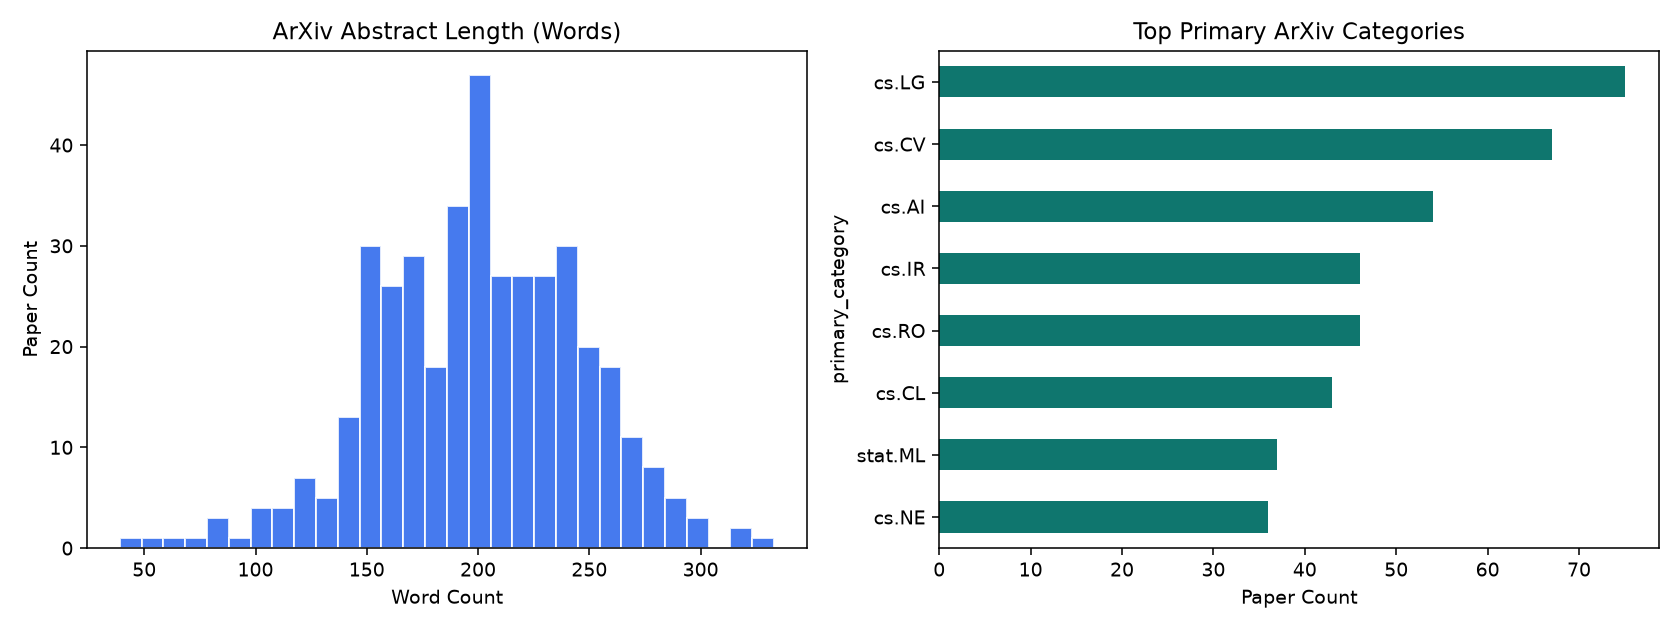 ArXiv Abstract Length (Words)
Paper Count
40
30
20
10
0
50 100 150 200 250 300
Word Count
Top Primary ArXiv Categories
primary_category
cs.LG
cs.CV
cs.AI
cs.IR
cs.RO
cs.CL
stat.ML
cs.NE
0 10 20 30 40 50 60 70
Paper Count